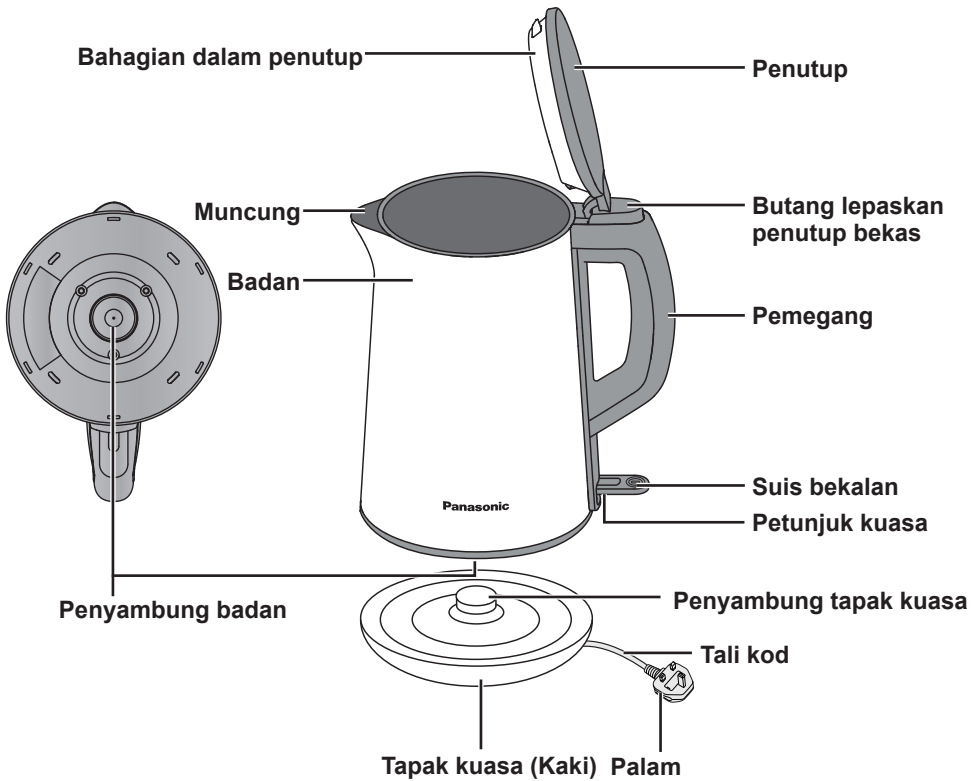 Bahagian dalam penutup
Penutup
Muncung
Butang lepaskan
penutup bekas
Badan
Pemegang
Suis bekalan
Panasonic
Petunjuk kuasa
Penyambung badan
Penyambung tapak kuasa
Tali kod
Tapak kuasa (Kaki)
Palam